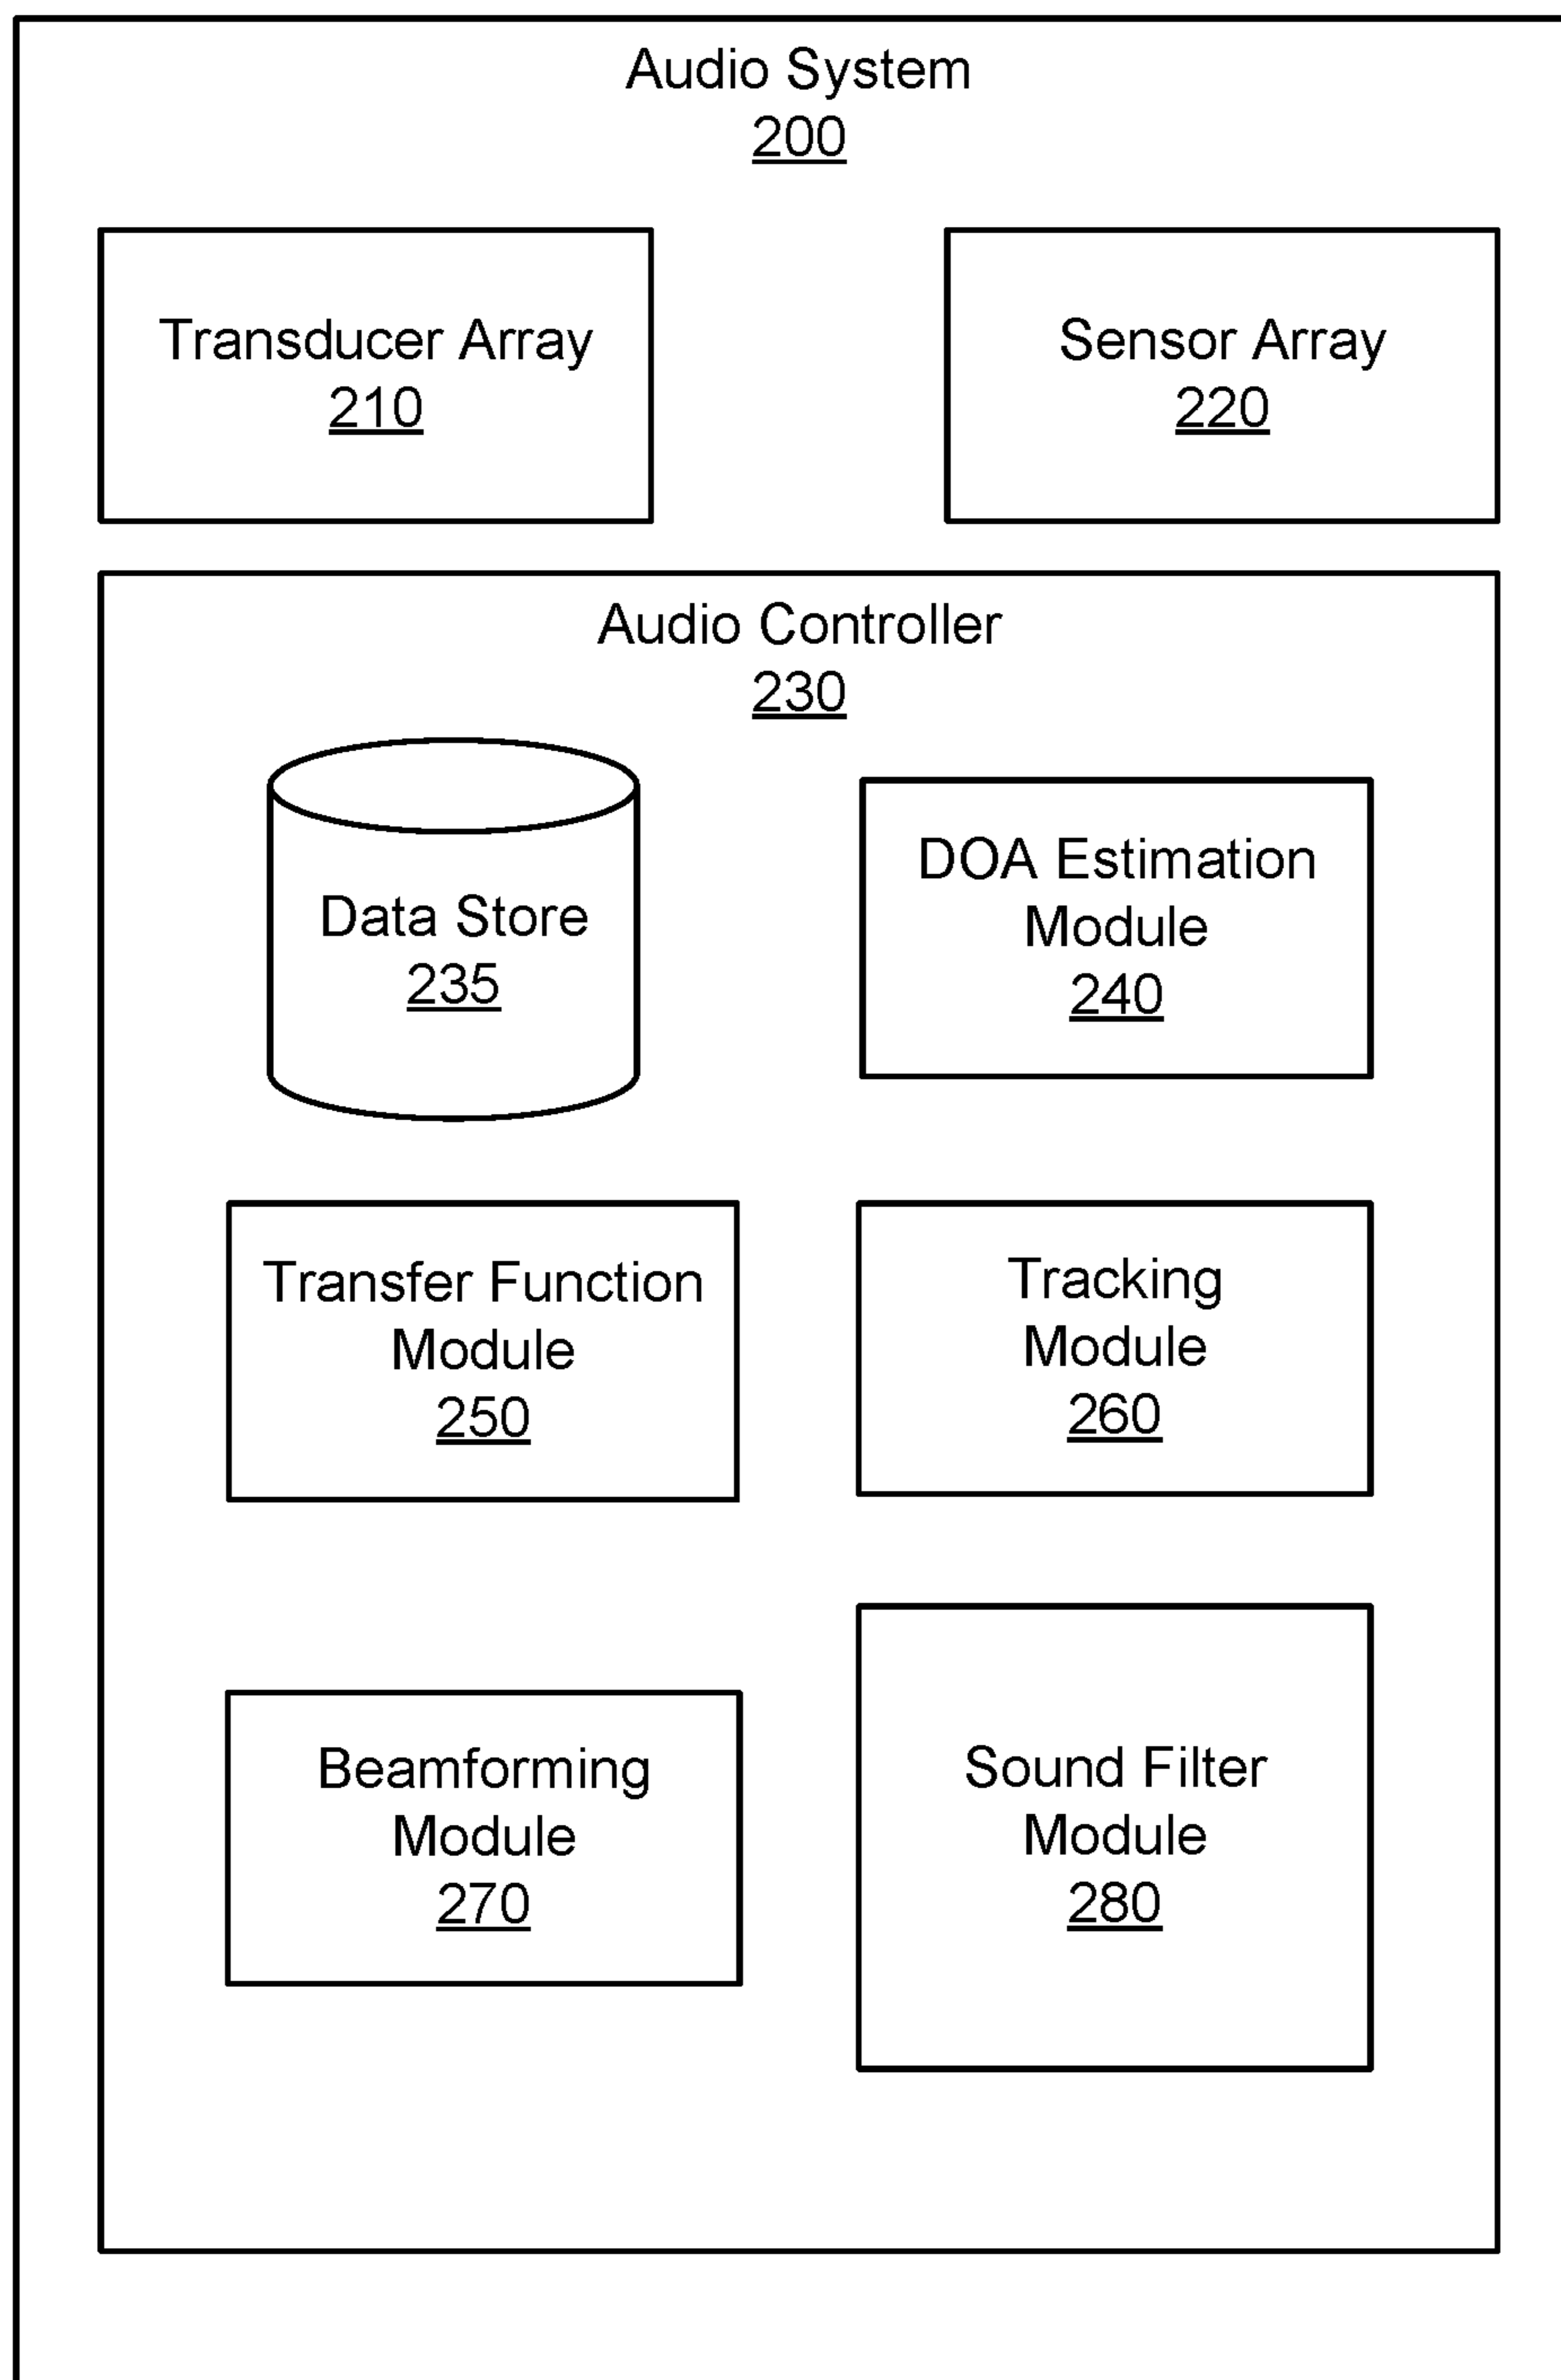 Audio System
200
Transducer Array
210
Sensor Array
220
Audio Controller
230
Data Store
235
DOA Estimation
Module
240
Transfer Function
Module
250
Tracking
Module
260
Beamforming
Module
270
Sound Filter
Module
280